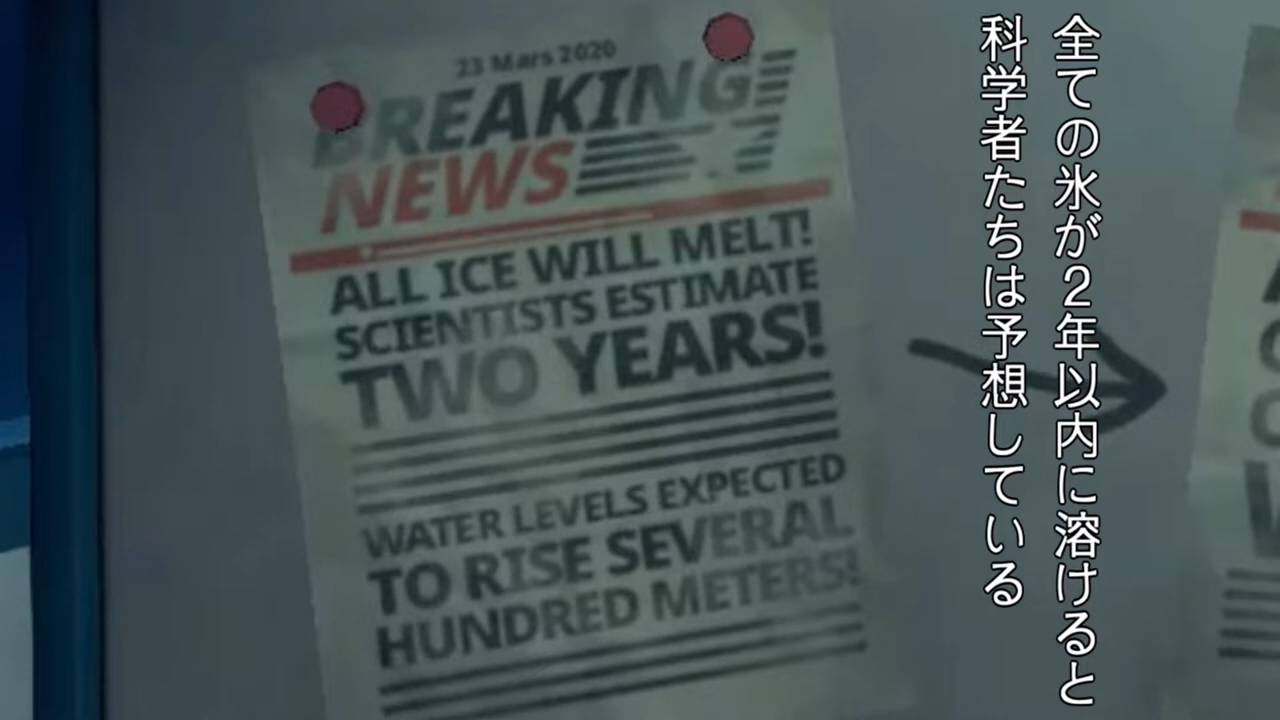 23 Mars 2020
BREAKING
NEWS
ALL ICE WILL MELT!
SCIENTISTS ESTIMATE
TWO YEARS!
WATER LEVELS EXPECTED
TO RISE SEVERAL
HUNDRED METERS!
全ての氷が2年以内に溶けると
科学者たちは予想している